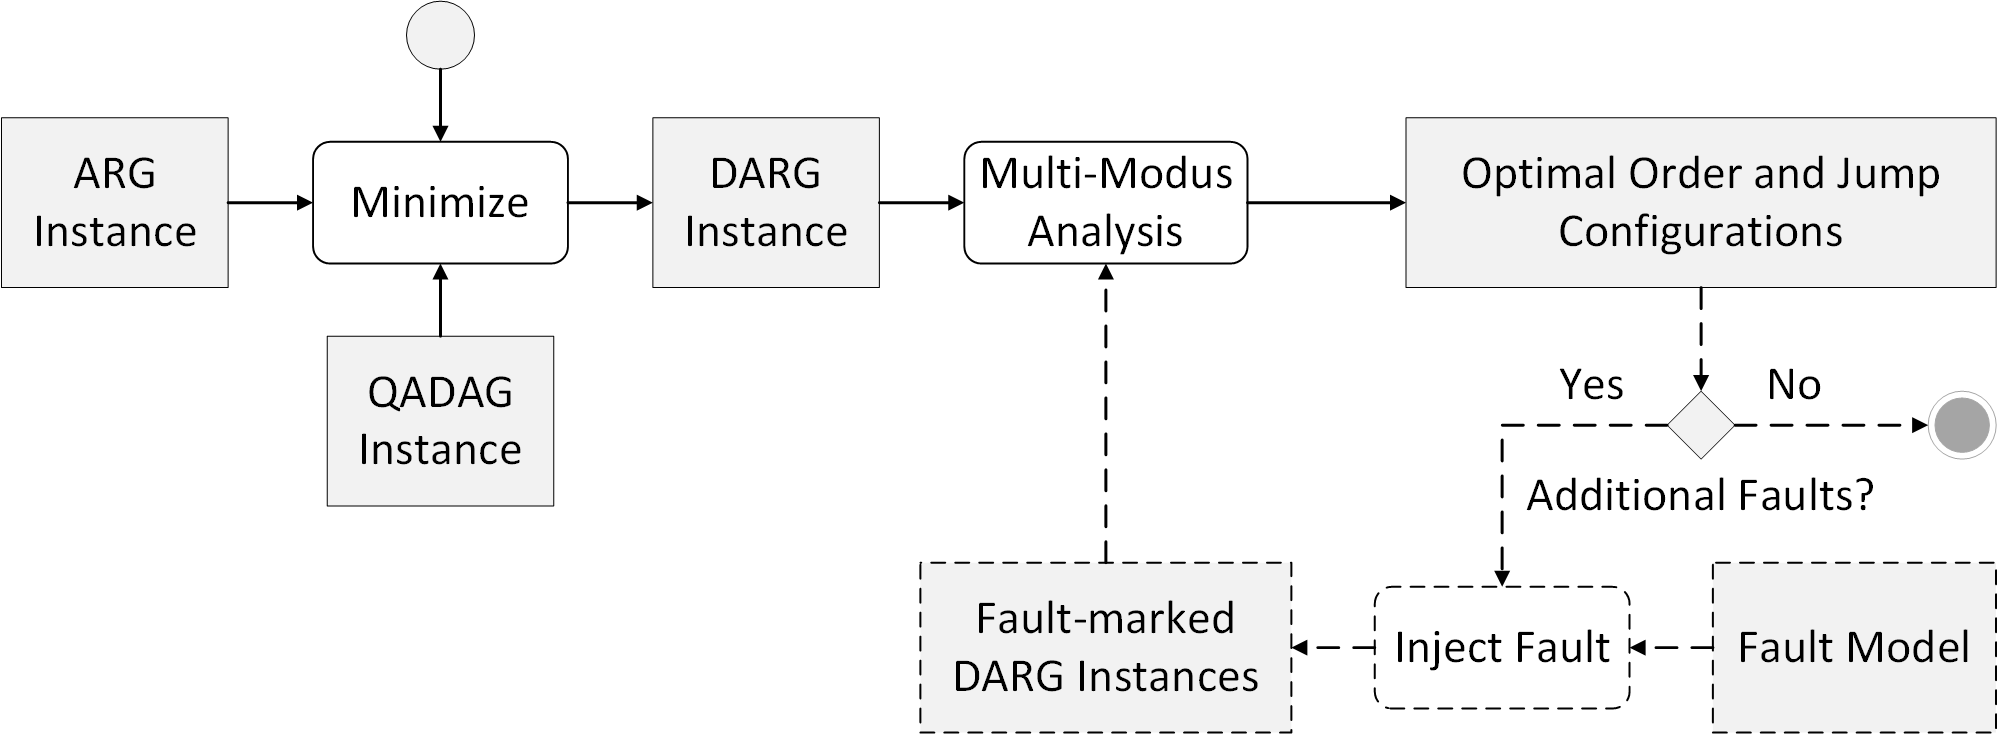 ARG
Instance
Minimize
DARG
Instance
Multi-Modus
Analysis
Optimal Order and Jump
Configurations
QADAG
Instance
Yes
No
Additional Faults?
Fault-marked
DARG Instances
Inject Fault
Fault Model